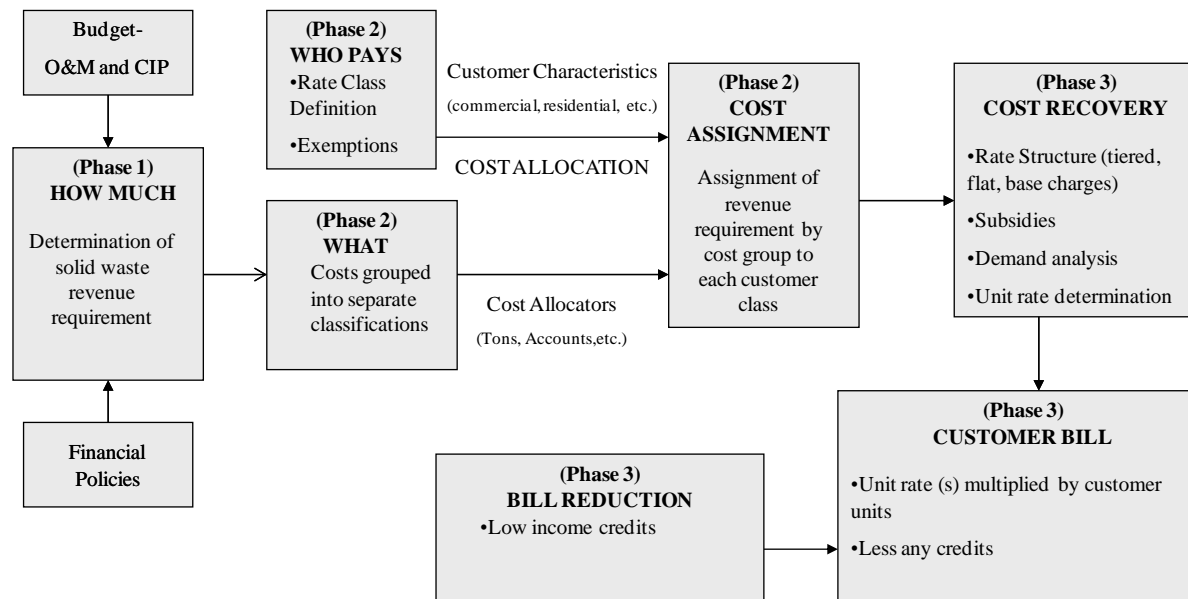 Budget-
O&M and CIP
(Phase 1)
HOW MUCH
Determination of
solid waste
revenue
requirement
Financial
Policies
(Phase 2)
WHO PAYS
•Rate Class
Definition
•Exemptions
Customer Characteristics
(commercial, residential, etc.)
COST ALLOCATION
(Phase 2)
WHAT
Costs grouped
into separate
classifications
Cost Allocators
(Tons, Accounts,etc.)
(Phase 2)
COST
ASSIGNMENT
Assignment of
revenue
requirement by
cost group to
each customer
class
(Phase 3)
COST RECOVERY
•Rate Structure (tiered,
flat, base charges)
•Subsidies
•Demand analysis
•Unit rate determination
(Phase 3)
BILL REDUCTION
•Low income credits
(Phase 3)
CUSTOMER BILL
•Unit rate (s) multiplied by customer
units
•Less any credits